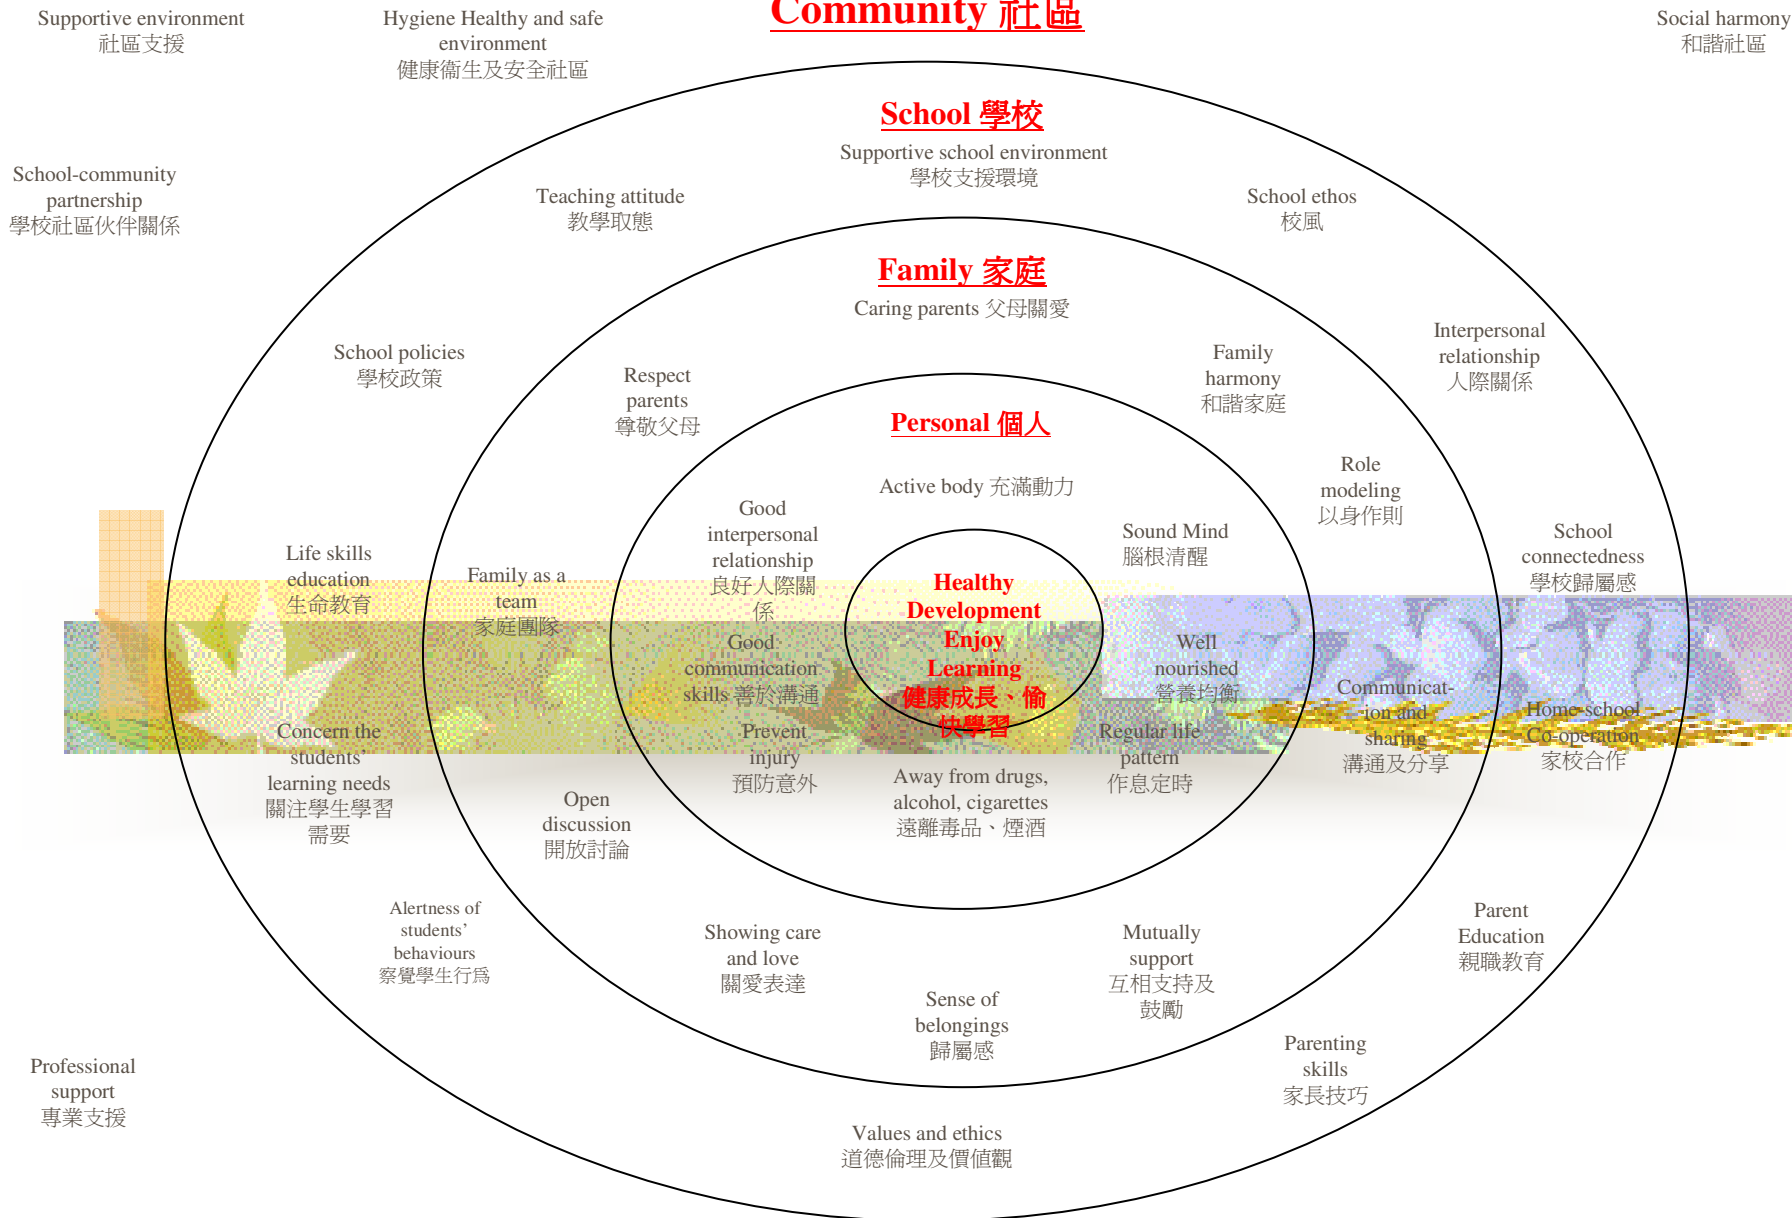 Community 社區
Supportive environment
社區支援
Hygiene Healthy and safe
environment
健康衞生及安全社區
Social harmony
和諧社區
School 學校
Supportive school environment
學校支援環境
School-community
partnership
學校社區伙伴關係
Teaching attitude
教學取態
School ethos
校風
Family 家庭
Caring parents 父母關愛
School policies
學校政策
Respect
parents
尊敬父母
Family
harmony
和諧家庭
Interpersonal
relationship
人際關係
Personal 個人
Active body 充滿動力
Role
modeling
以身作則
Good
interpersonal
relationship
良好人際關
係
Sound Mind
腦根清醒
School
connectedness
學校歸屬感
Life skills
education
生命教育
Family as a
team
家庭團隊
Healthy
Development
Enjoy
Learning
健康成長、愉
快學習
Good
communication
skills 善於溝通
Well
nourished
營養均衡
Communicat-
ion and
sharing
溝通及分享
Home-school
Co-operation
家校合作
Concern the
students'
learning needs
關注學生學習
需要
Prevent
injury
預防意外
Regular life
pattern
作息定時
Away from drugs,
alcohol, cigarettes
遠離毒品、煙酒
Open
discussion
開放討論
Alertness of
students'
behaviours
察覺學生行爲
Showing care
and love
關愛表達
Mutually
support
互相支持及
鼓勵
Parent
Education
親職教育
Sense of
belongings
歸屬感
Parenting
skills
家長技巧
Professional
support
專業支援
Values and ethics
道德倫理及價值觀